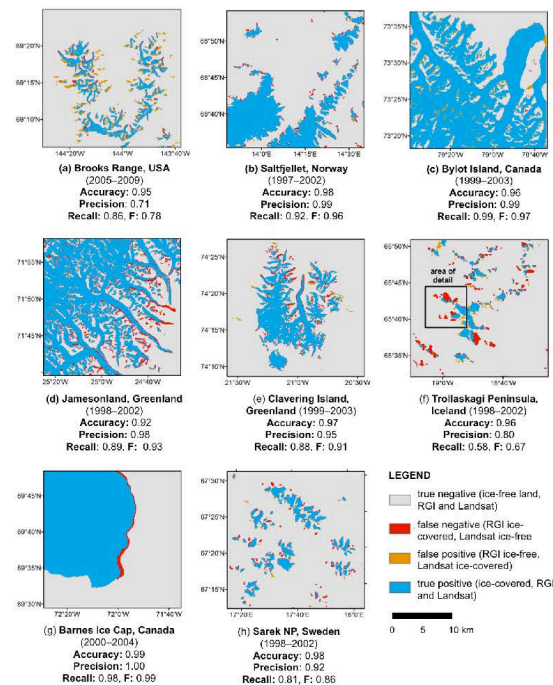 69°20'N
69°15'N
69°10'N
144°20'W 144°W 143°40'W
(a) Brooks Range, USA
(2005–2009)
Accuracy: 0.95
Precision: 0.71
Recall: 0.86, F: 0.78
66°50'N
66°45'N
66°40'N
14°0'E 14°15'E 14°30'E
(b) Saltfjellet, Norway
(1997–2002)
Accuracy: 0.98
Precision: 0.99
Recall: 0.92, F: 0.96
73°35'N
73°30'N
73°25'N
73°20'N
79°20'W 79°0'W 78°40'W
(c) Bylot Island, Canada
(1999–2003)
Accuracy: 0.96
Precision: 0.99
Recall: 0.99, F: 0.97
71°55'N
71°50'N
71°45'N
25°20'W 25°0'W 24°40'W
(d) Jamesonland, Greenland
(1998–2002)
Accuracy: 0.92
Precision: 0.98
Recall: 0.89, F: 0.93
74°20'N
74°15'N
74°10'N
21°30'W 21°0'W 20°30'W
(e) Clavering Island,
Greenland (1999–2003)
Accuracy: 0.97
Precision: 0.95
Recall: 0.88, F: 0.91
65°50'N
65°45'N
65°40'N
65°35'N
area of
detail
19°0'W 18°40'W
(f) Trollaskagi Peninsula,
Iceland (1998–2002)
Accuracy: 0.96
Precision: 0.80
Recall: 0.58, F: 0.67
69°45'N
69°40'N
69°35'N
69°30'N
72°20'W 72°0'W 71°40'W
(g) Barnes Ice Cap, Canada
(2000–2004)
Accuracy: 0.99
Precision: 1.00
Recall: 0.98, F: 0.99
67°30'N
67°25'N
67°20'N
67°15'N
17°20'E 17°40'E 18°0'E
(h) Sarek NP, Sweden
(1998–2002)
Accuracy: 0.98
Precision: 0.92
Recall: 0.81, F: 0.86
LEGEND
true negative (ice-free land,
RGI and Landsat)
false negative (RGI ice-
covered, Landsat ice-free
false positive (RGI ice-free,
Landsat ice-covered)
true positive (ice-covered, RGI
and Landsat)
0 5 10 km